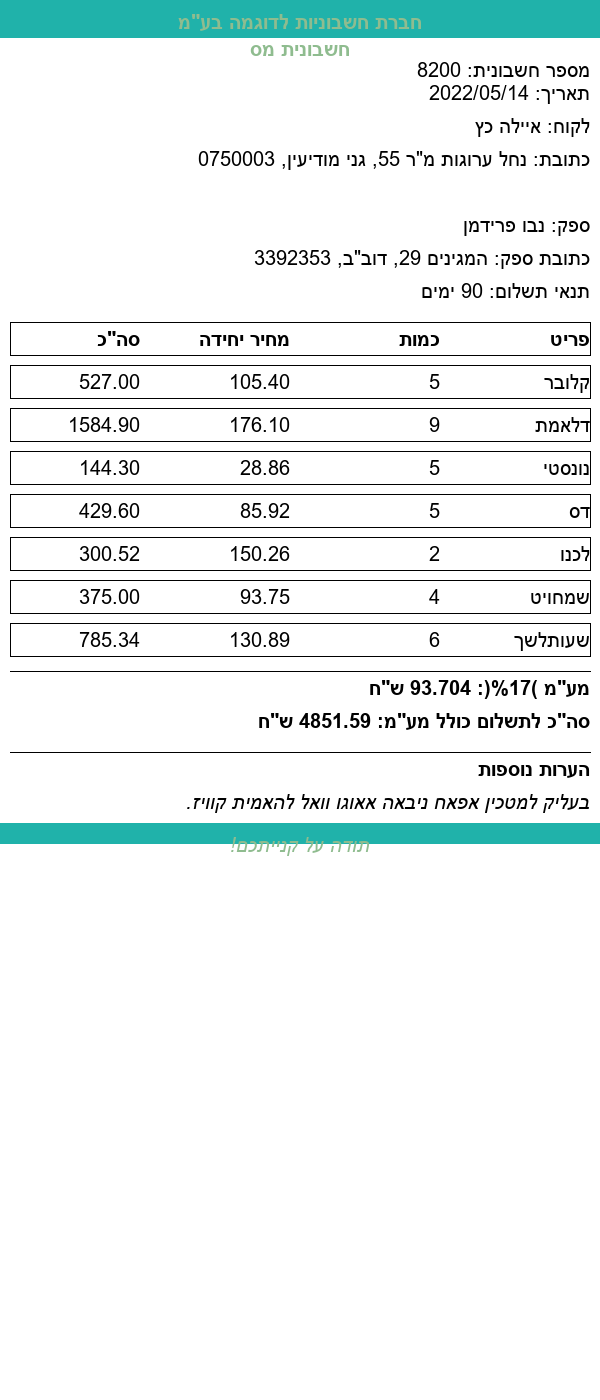 חברת חשבוניות לדוגמה בע"מ
חשבונית מס
מספר חשבונית: 8200
תאריך: 2022/05/14
לקוח: איילה כץ
כתובת: נחל ערוגות מ"ר 55, גני מודיעין, 0750003
ספק: נבו פרידמן
כתובת ספק: המגינים 29, דוב"ב, 3392353
תנאי תשלום: 90 ימים
פריט כמות מחיר יחידה סה"כ
קלובר 5 105.40 527.00
דלאמת 9 176.10 1584.90
נונסטי 5 28.86 144.30
דס 5 85.92 429.60
לכנו 2 150.26 300.52
שמחויט 4 93.75 375.00
שעותלשך 6 130.89 785.34
מע"מ )17%(: 93.704 ש"ח
סה"כ לתשלום כולל מע"מ: 4851.59 ש"ח
הערות נוספות
בעליק למטכין אפאח ניבאה אאוגו וואל להאמית קוויז.
תודה על קנייתכם!